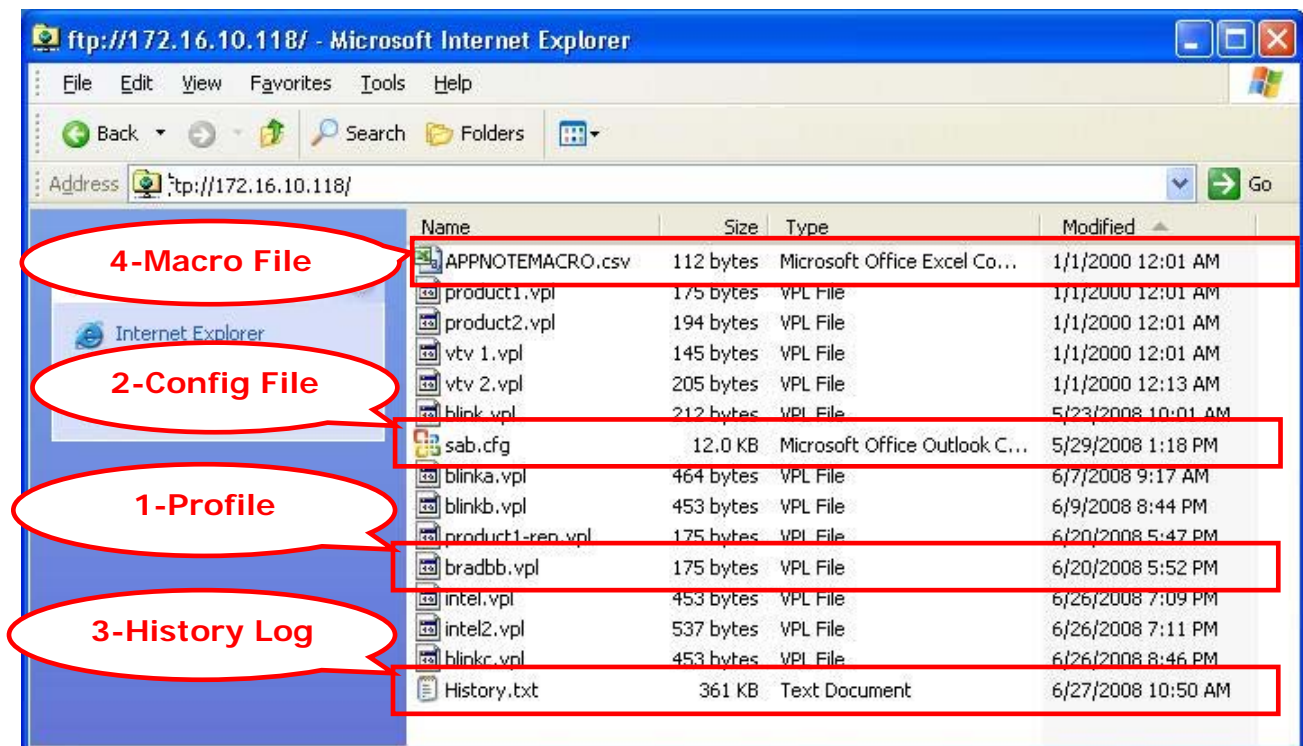 ftp://172.16.10.118/ - Microsoft Internet Explorer
File Edit View Favorites Tools Help
Back Search Folders
Address tp://172.16.10.118/ Go
Name Size Type Modified
4-Macro File
APPNOTEMACRO.csv 112 bytes Microsoft Office Excel Co... 1/1/2000 12:01 AM
product1.vpl 175 bytes VPL File 1/1/2000 12:01 AM
Internet Explorer
product2.vpl 194 bytes VPL File 1/1/2000 12:01 AM
vtv 1.vpl 145 bytes VPL File 1/1/2000 12:01 AM
2-Config File
vtv 2.vpl 205 bytes VPL File 1/1/2000 12:13 AM
blink.vpl 212 bytes VPL File 5/23/2008 10:01 AM
sab.cfg 12.0 KB Microsoft Office Outlook C... 5/29/2008 1:18 PM
blinka.vpl 464 bytes VPL File 6/7/2008 9:17 AM
1-Profile
blinkb.vpl 453 bytes VPL File 6/9/2008 8:44 PM
product1-rep.vpl 175 bytes VPL File 6/20/2008 5:47 PM
bradbb.vpl 175 bytes VPL File 6/20/2008 5:52 PM
intel.vpl 453 bytes VPL File 6/26/2008 7:09 PM
3-History Log
intel2.vpl 537 bytes VPL File 6/26/2008 7:11 PM
blinkc.vpl 453 bytes VPL File 6/26/2008 8:46 PM
History.txt 361 KB Text Document 6/27/2008 10:50 AM